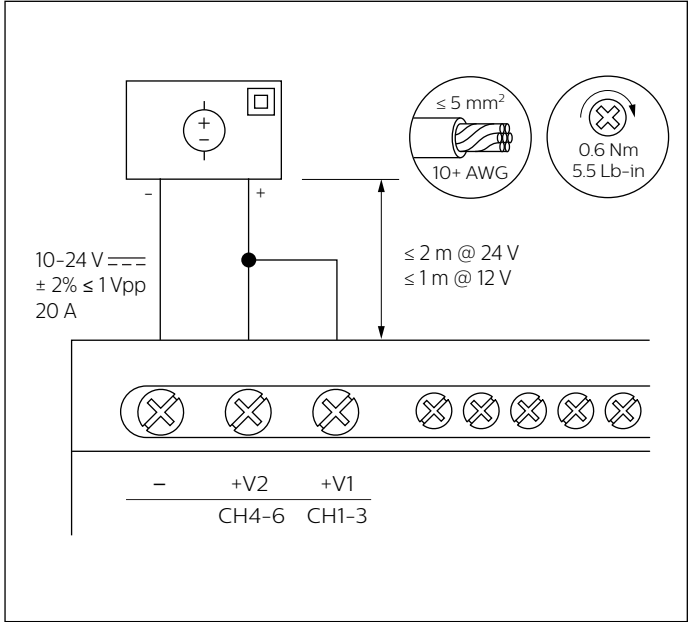 ≤ 5 mm²
10+ AWG
0.6 Nm
5.5 Lb-in
+
−
- +
10-24 V ⎓
± 2% ≤ 1 Vpp
20 A
≤ 2 m @ 24 V
≤ 1 m @ 12 V
− +V2 +V1
CH4-6 CH1-3